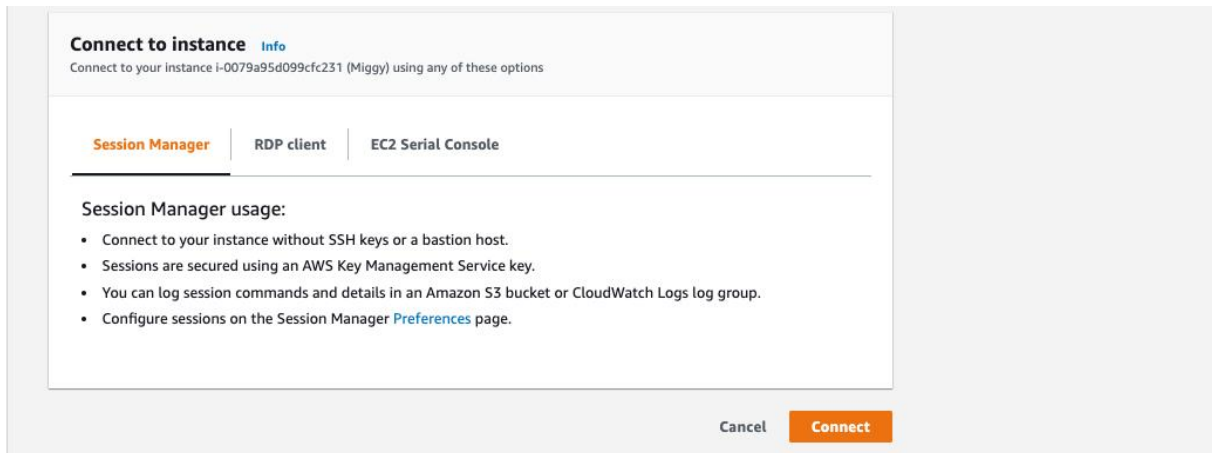 Connect to instance Info
Connect to your instance i-0079a95d099cfc231 (Miggy) using any of these options
Session Manager RDP client EC2 Serial Console
Session Manager usage:
• Connect to your instance without SSH keys or a bastion host.
• Sessions are secured using an AWS Key Management Service key.
• You can log session commands and details in an Amazon S3 bucket or CloudWatch Logs log group.
• Configure sessions on the Session Manager Preferences page.
Cancel Connect